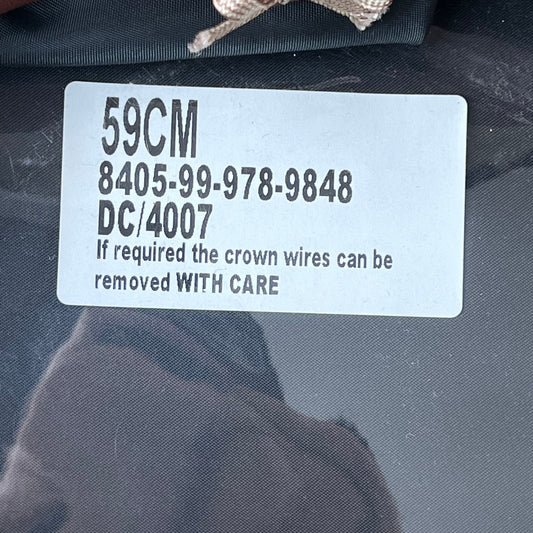 59CM
8405-99-978-9848
DC/4007
If required the crown wires can be
removed WITH CARE